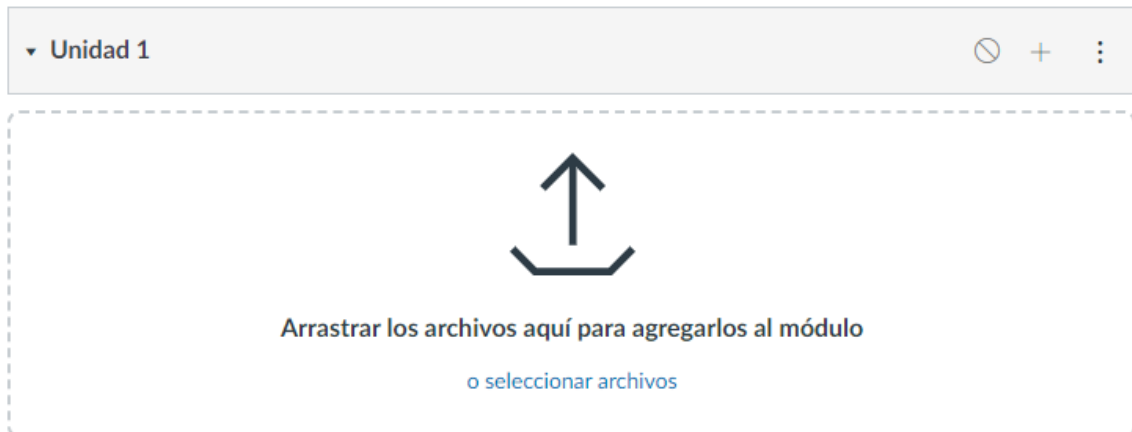 Unidad 1
Arrastrar los archivos aquí para agregarlos al módulo
o seleccionar archivos